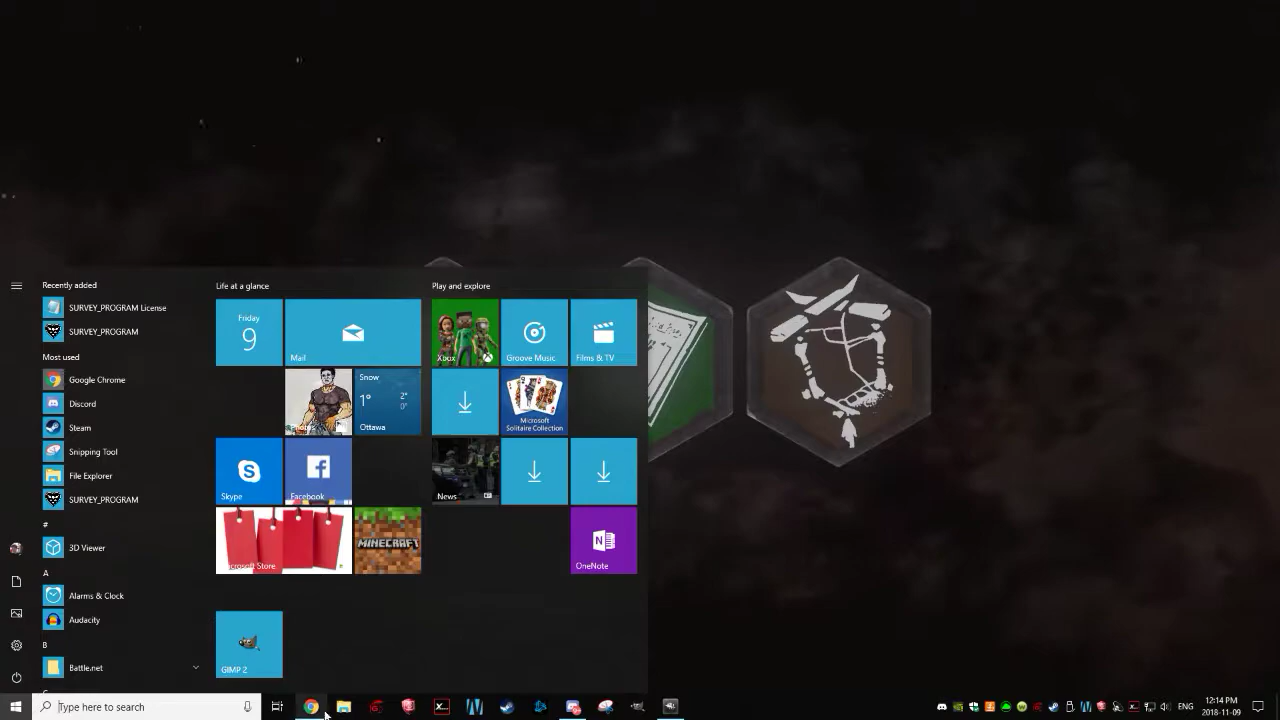 Recently added
SURVEY_PROGRAM License
SURVEY_PROGRAM
Most used
Google Chrome
Discord
Steam
Snipping Tool
File Explorer
SURVEY_PROGRAM
#
3D Viewer
A
Alarms & Clock
Audacity
B
Battle.net
Life at a glance
Friday
9
Mail
Snow
1°
2°
0°
Ottawa
Skype
Facebook
Microsoft Store
MINECRAFT
GIMP 2
Play and explore
Xbox
Groove Music
Films & TV
Microsoft
Solitaire Collection
News
OneNote
Type here to search
ENG
12:14 PM
2018-11-09